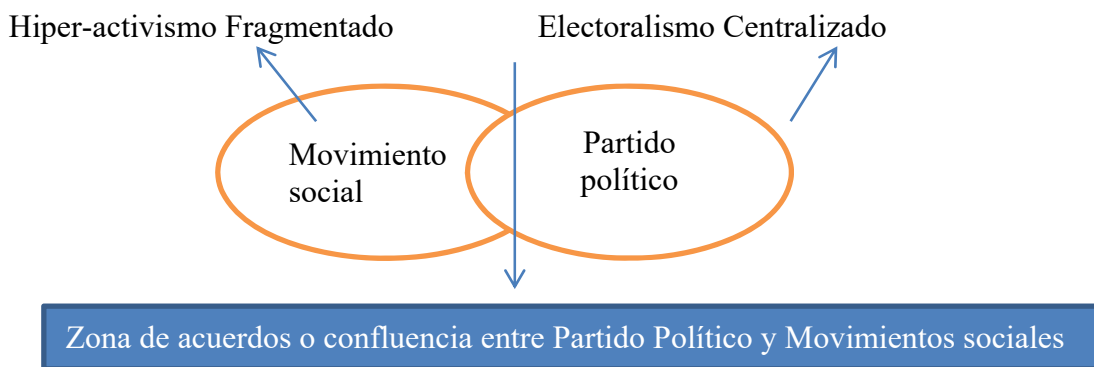 Hiper-activismo Fragmentado
Electoralismo Centralizado
Movimiento
social
Partido
político
Zona de acuerdos o confluencia entre Partido Político y Movimientos sociales